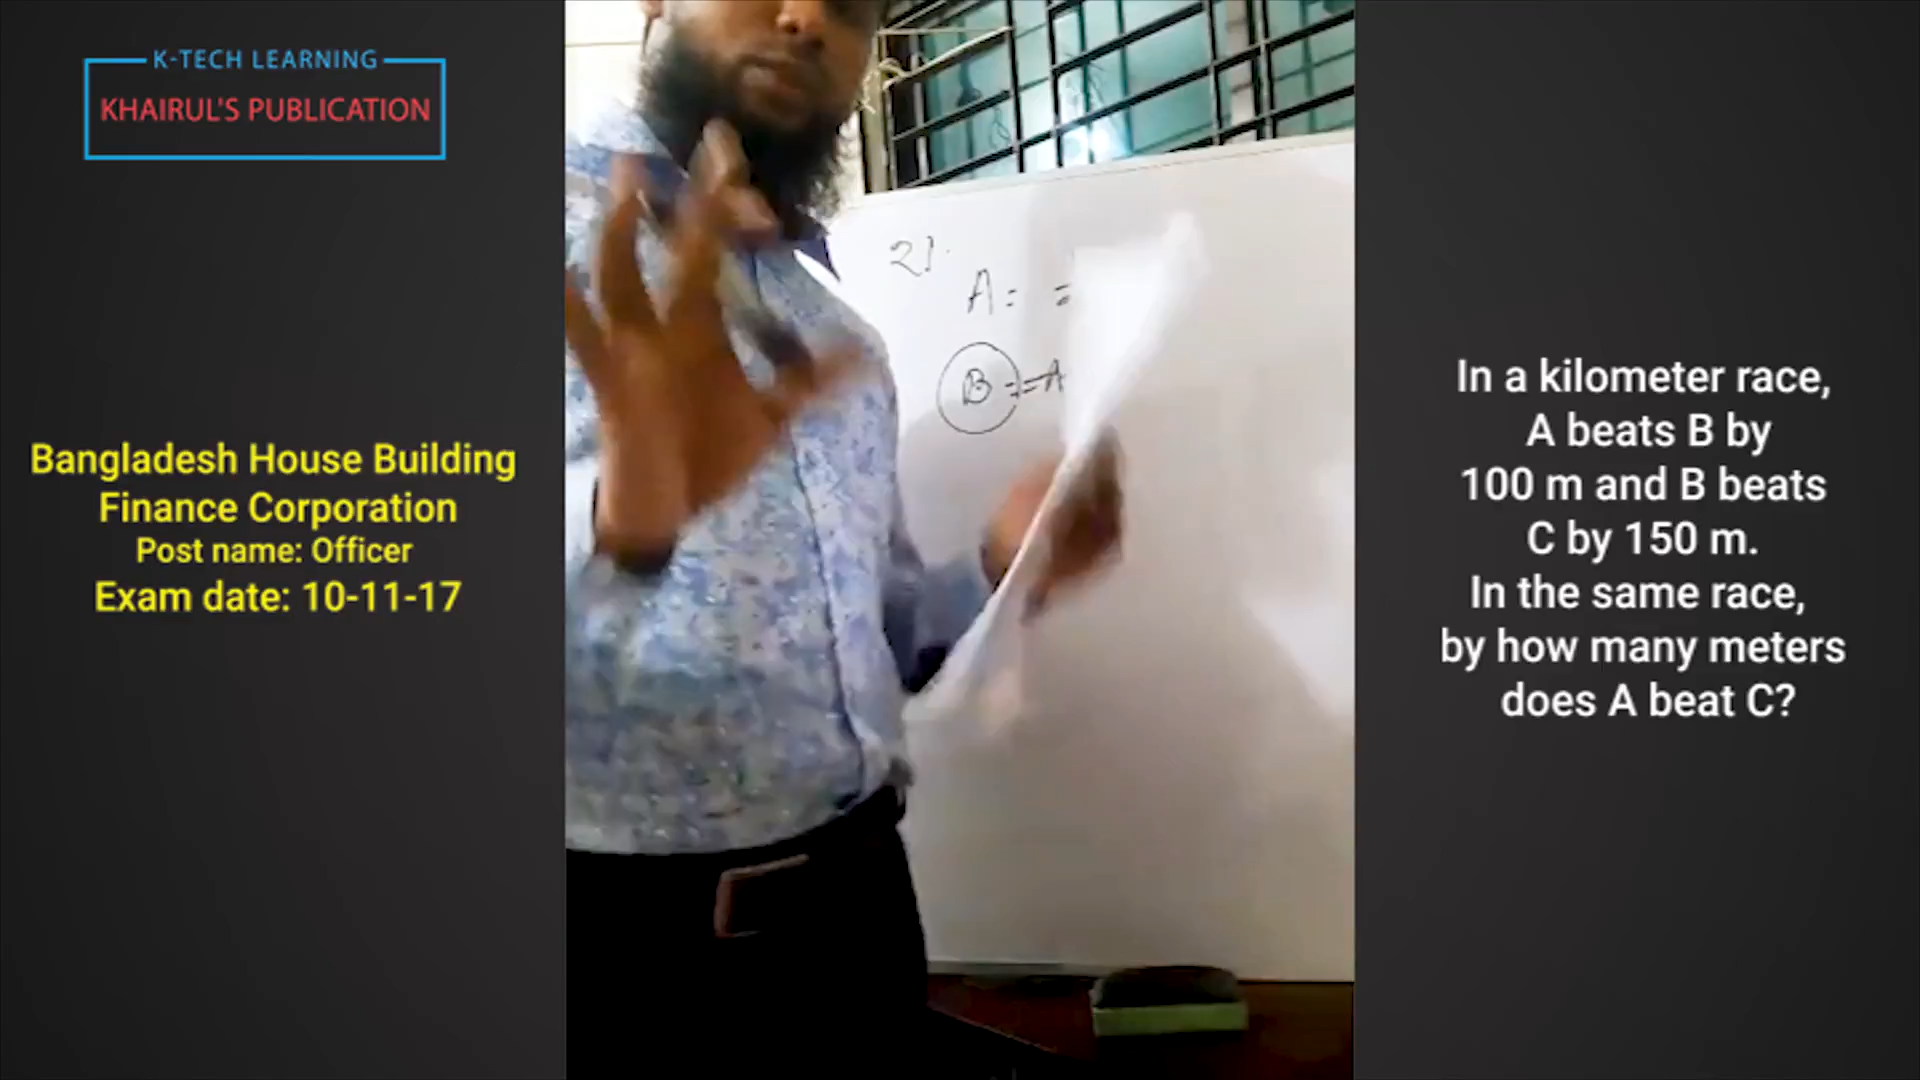 K-TECH LEARNING
KHAIRUL'S PUBLICATION
Bangladesh House Building
Finance Corporation
Post name: Officer
Exam date: 10-11-17
21.
A = =
B = = A
In a kilometer race,
A beats B by
100 m and B beats
C by 150 m.
In the same race,
by how many meters
does A beat C?